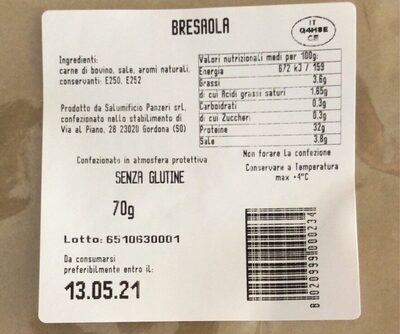 BRESAOLA
IT
Q4H8E
CE
Ingredienti:
carne di bovino, sale, aromi naturali.
conservanti: E250, E252
Prodotto da Salumificio Panzeri srl,
confezionato nello stabilimento di
Via al Piano, 28 23020 Gordona (SO)
Valori nutrizionali medi per 100g:
Energia 672 kJ / 159
Grassi 3.6g
di cui Acidi grassi saturi 1.65g
Carboidrati 0.3g
di cui Zuccheri 0.3g
Proteine 32g
Sale 3.8g
Confezionato in atmosfera protettiva
Non forare la confezione
Conservare a Temperatura
max +4°C
SENZA GLUTINE
70g
Lotto: 6510630001
Da consumarsi
preferibilmente entro il:
13.05.21
8020999000234